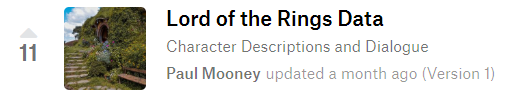 11
Lord of the Rings Data
Character Descriptions and Dialogue
Paul Mooney updated a month ago (Version 1)